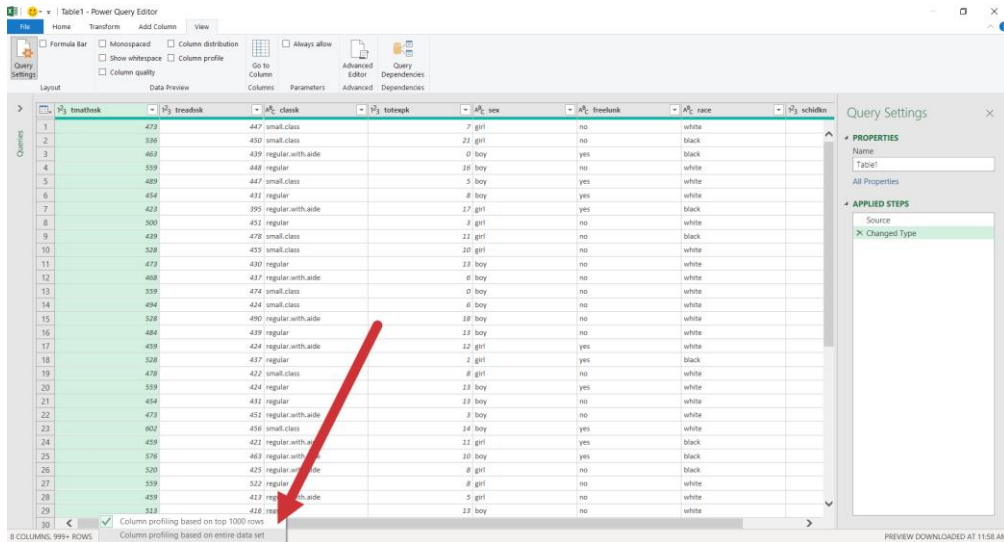 Table1 - Power Query Editor
File Home Transform Add Column View
Query Settings
Formula Bar
Monospaced
Show whitespace
Column quality
Column distribution
Column profile
Go to Column
Always allow
Advanced Editor
Query Dependencies
Layout Data Preview Columns Parameters Advanced Dependencies
Queries
tmathssk treadssk classk totexpk sex freelunk race schidkn
1 473 447 small.class 7 girl no white
2 536 450 small.class 21 girl no black
3 463 439 regular.with.aide 0 boy yes black
4 559 448 regular 16 boy no white
5 489 447 small.class 5 boy yes white
6 454 431 regular 8 boy yes white
7 423 395 regular.with.aide 17 girl yes black
8 500 451 regular 3 girl no white
9 439 478 small.class 11 girl no black
10 528 455 small.class 10 girl no white
11 473 430 regular 13 boy no white
12 468 437 regular.with.aide 6 boy no white
13 559 474 small.class 0 boy no white
14 494 424 small.class 6 boy no white
15 528 490 regular.with.aide 18 boy no white
16 484 439 regular 13 boy no white
17 459 424 regular.with.aide 12 girl yes white
18 528 437 regular 1 girl yes black
19 478 422 small.class 8 girl no white
20 559 424 regular 13 boy yes white
21 454 431 regular 13 boy no white
22 473 451 regular.with.aide 3 boy no white
23 602 456 small.class 14 boy yes white
24 459 421 regular.with.ai 11 girl yes black
25 576 463 regular.with 10 boy yes black
26 520 425 regular.wi de 8 girl no black
27 559 522 regular 8 girl no white
28 459 413 reg th.aide 5 girl no white
29 513 416 13 boy no white
30
Column profiling based on top 1000 rows
Column profiling based on entire data set
8 COLUMNS, 999+ ROWS
PREVIEW DOWNLOADED AT 11:58 AM
Query Settings
PROPERTIES
Name
Table1
All Properties
APPLIED STEPS
Source
Changed Type